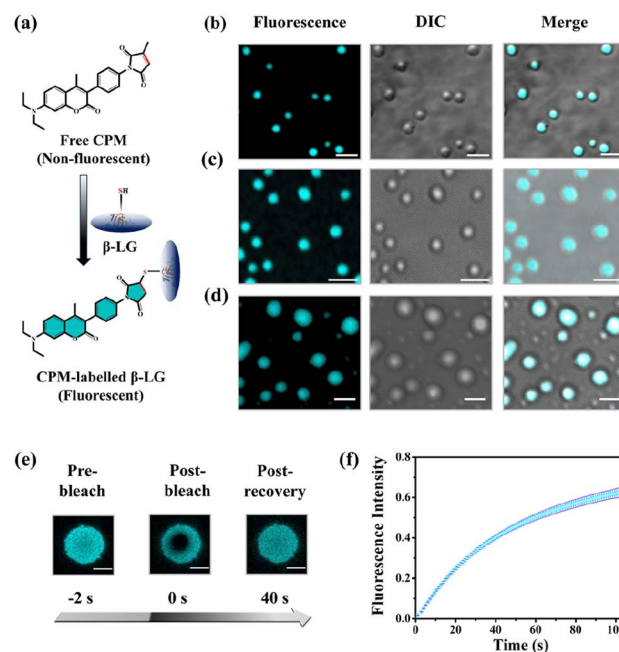 (a)
N
O
O
N
O
O
Free CPM
(Non-fluorescent)
SH
β-LG
O
S
N
O
N
O
O
CPM-labelled β-LG
(Fluorescent)
(b)
Fluorescence
DIC
Merge
(c)
(d)
(e)
Pre-
bleach
Post-
bleach
Post-
recovery
-2 s
0 s
40 s
(f)
Fluorescence Intensity
0.8
0.6
0.4
0.2
0.0
0
20
40
60
80
Time (s)